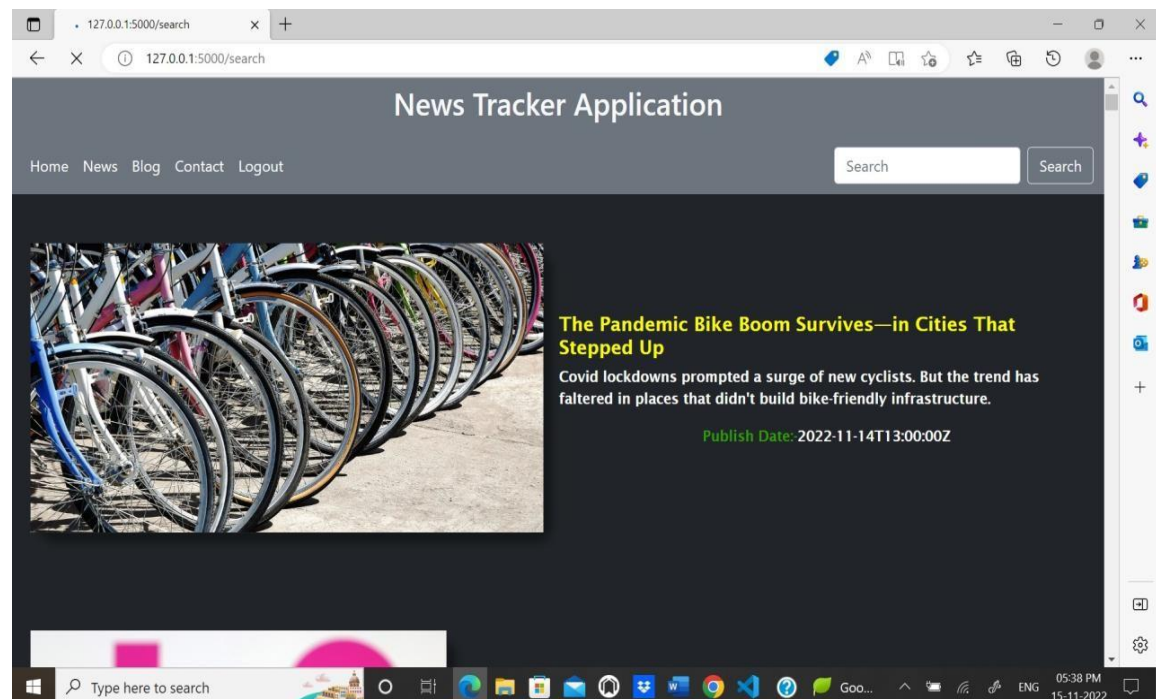 127.0.0.1:5000/search
127.0.0.1:5000/search
News Tracker Application
Home News Blog Contact Logout
Search
Search
The Pandemic Bike Boom Survives—in Cities That
Stepped Up
Covid lockdowns prompted a surge of new cyclists. But the trend has
faltered in places that didn't build bike-friendly infrastructure.
Publish Date:-2022-11-14T13:00:00Z
Type here to search
Goo...
ENG
05:38 PM
15-11-2022